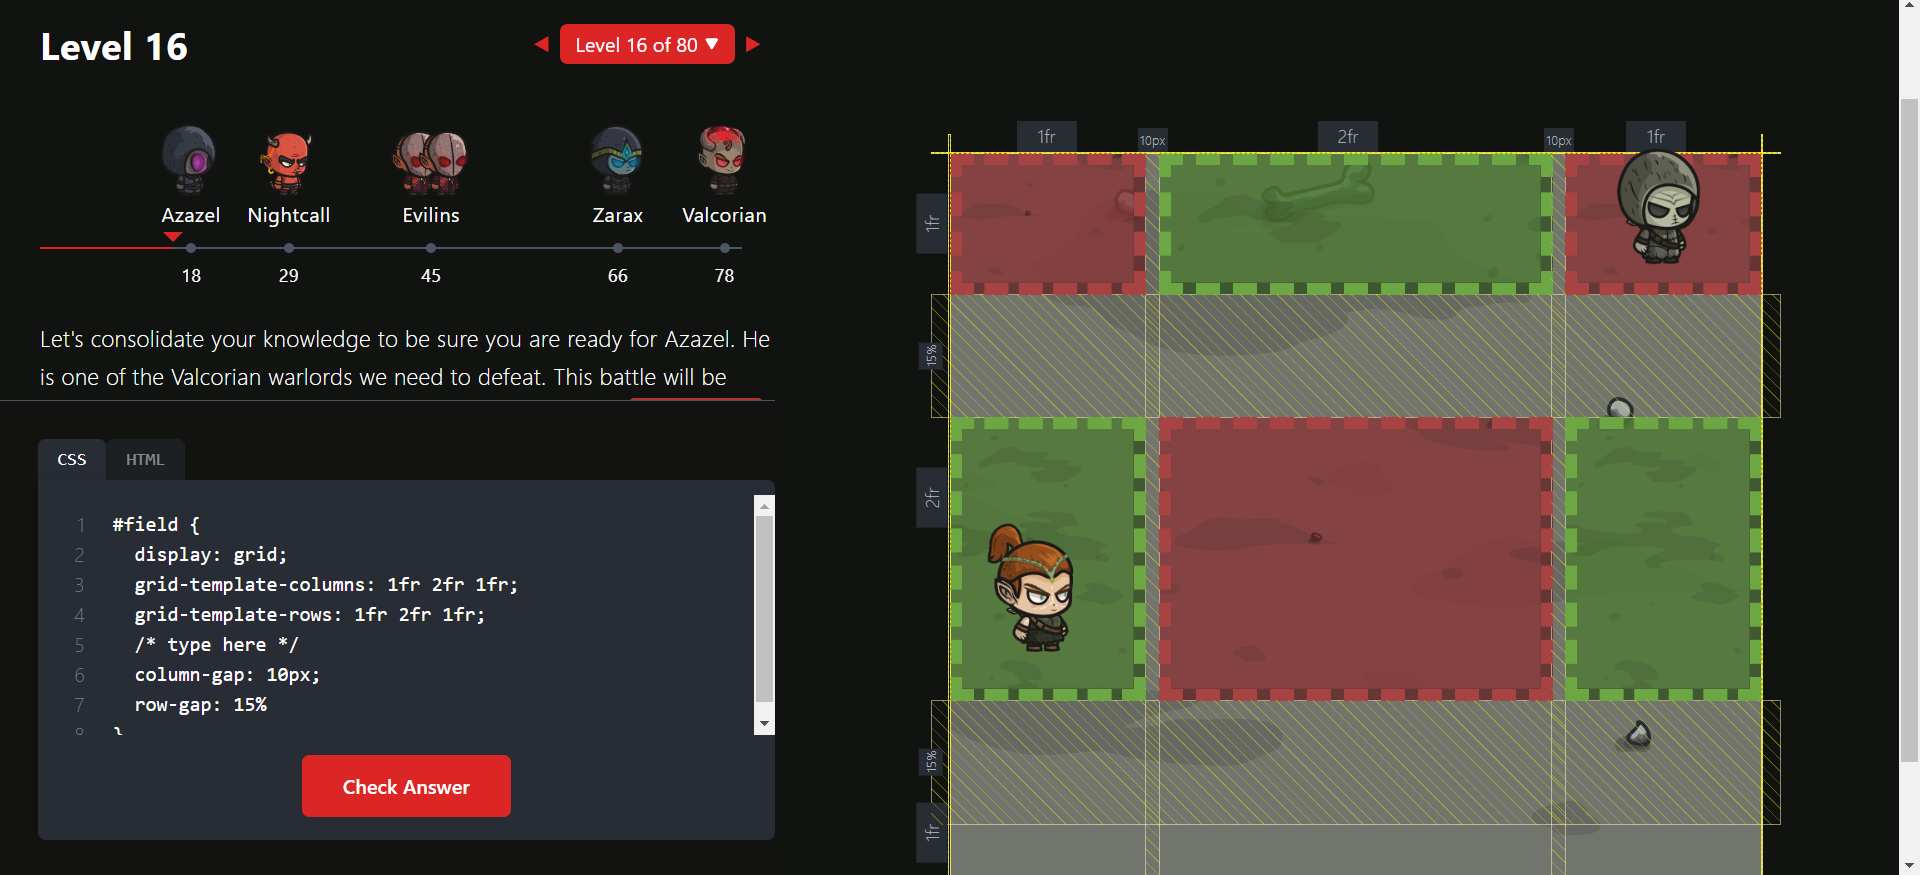 Level 16
Level 16 of 80 ▼
Azazel Nightcall Evilins Zarax Valcorian
18 29 45 66 78
Let's consolidate your knowledge to be sure you are ready for Azazel. He
is one of the Valcorian warlords we need to defeat. This battle will be
CSS HTML
1 #field {
2 display: grid;
3 grid-template-columns: 1fr 2fr 1fr;
4 grid-template-rows: 1fr 2fr 1fr;
5 /* type here */
6 column-gap: 10px;
7 row-gap: 15%
}
Check Answer
1fr 10px 2fr 10px 1fr
1fr
15%
2fr
15%
1fr